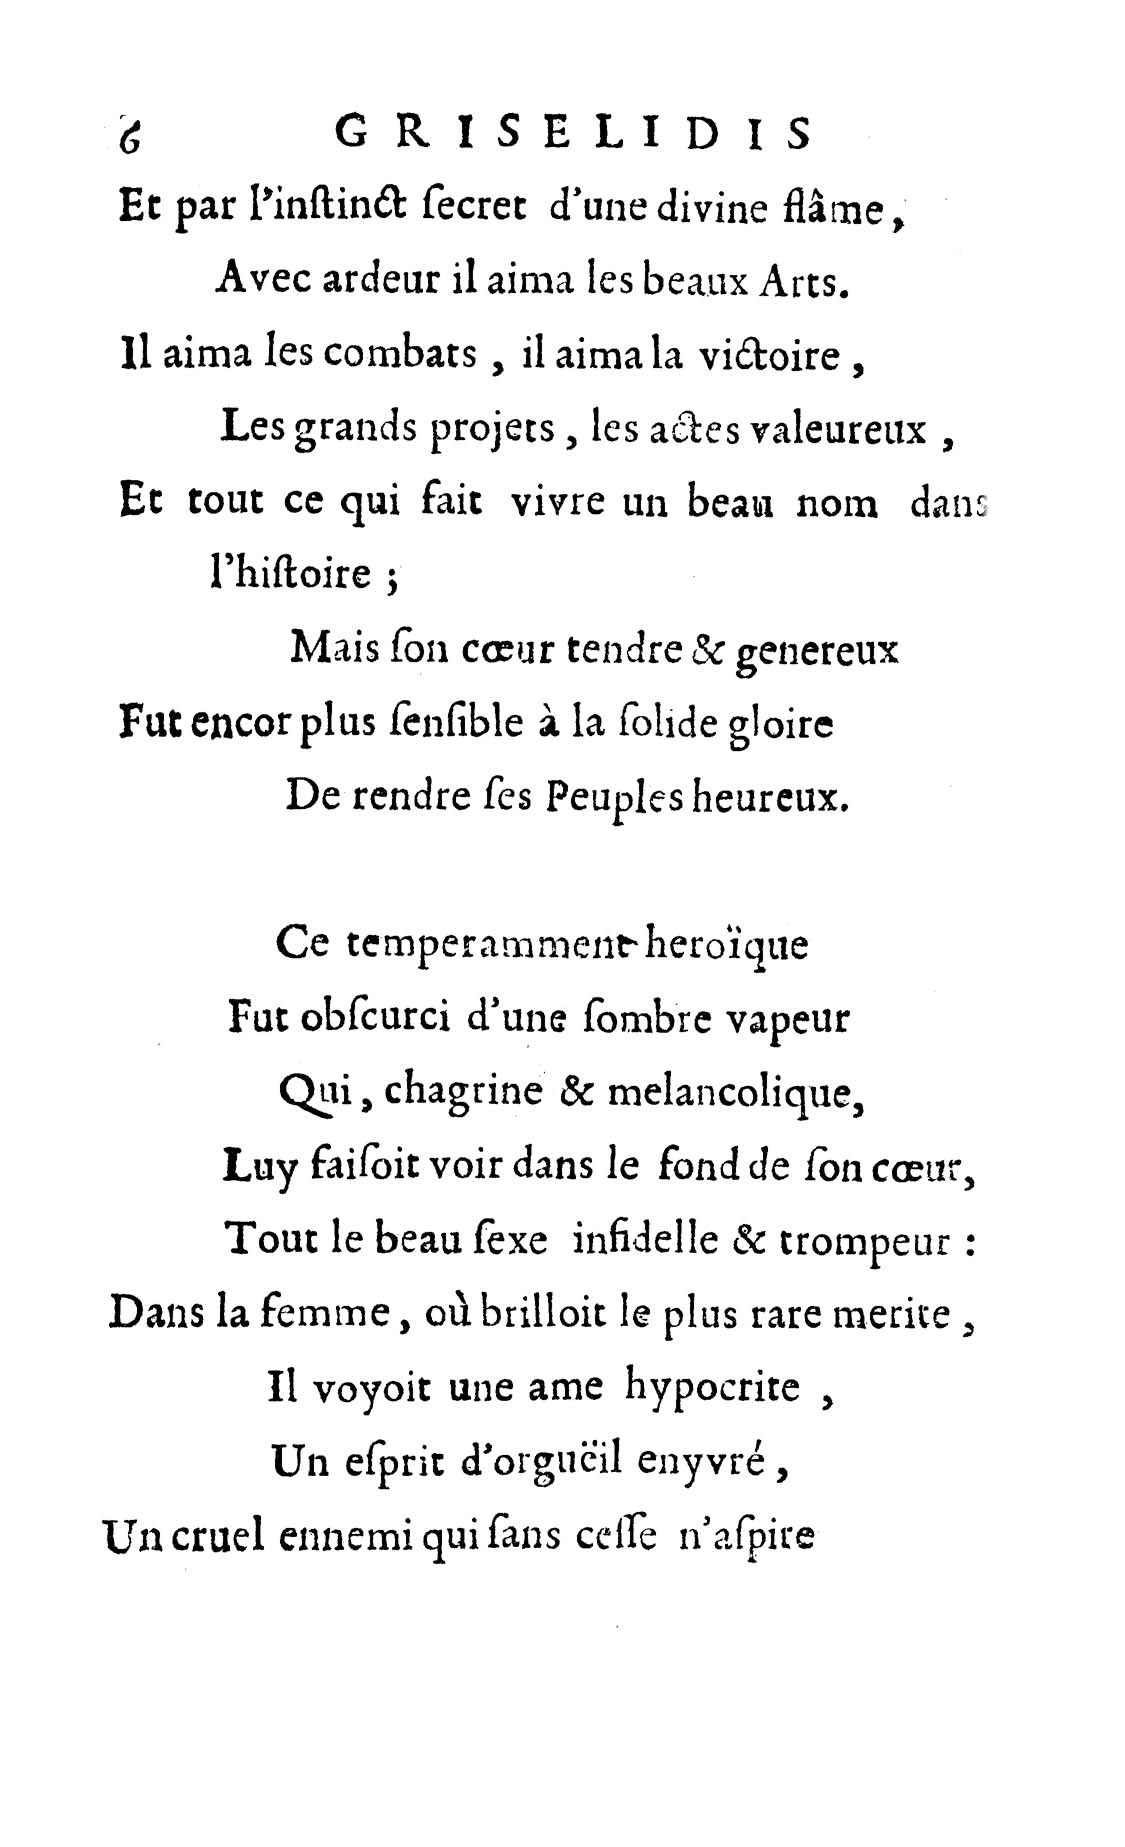 6 GRISELIDIS
Et par l'inſtinct ſecret d'une divine flâme,
Avec ardeur il aima les beaux Arts.
Il aima les combats, il aima la victoire,
Les grands projets, les actes valeureux,
Et tout ce qui fait vivre un beau nom dans
l'hiſtoire;
Mais ſon cœur tendre & genereux
Fut encor plus ſenſible à la ſolide gloire
De rendre ſes Peuples heureux.
Ce temperamment heroïque
Fut obſcurci d'une ſombre vapeur
Qui, chagrine & melancolique,
Luy faiſoit voir dans le fond de ſon cœur,
Tout le beau ſexe infidelle & trompeur :
Dans la femme, où brilloit le plus rare merite,
Il voyoit une ame hypocrite,
Un eſprit d'orguëil enyvré,
Un cruel ennemi qui ſans ceſſe n'aſpire